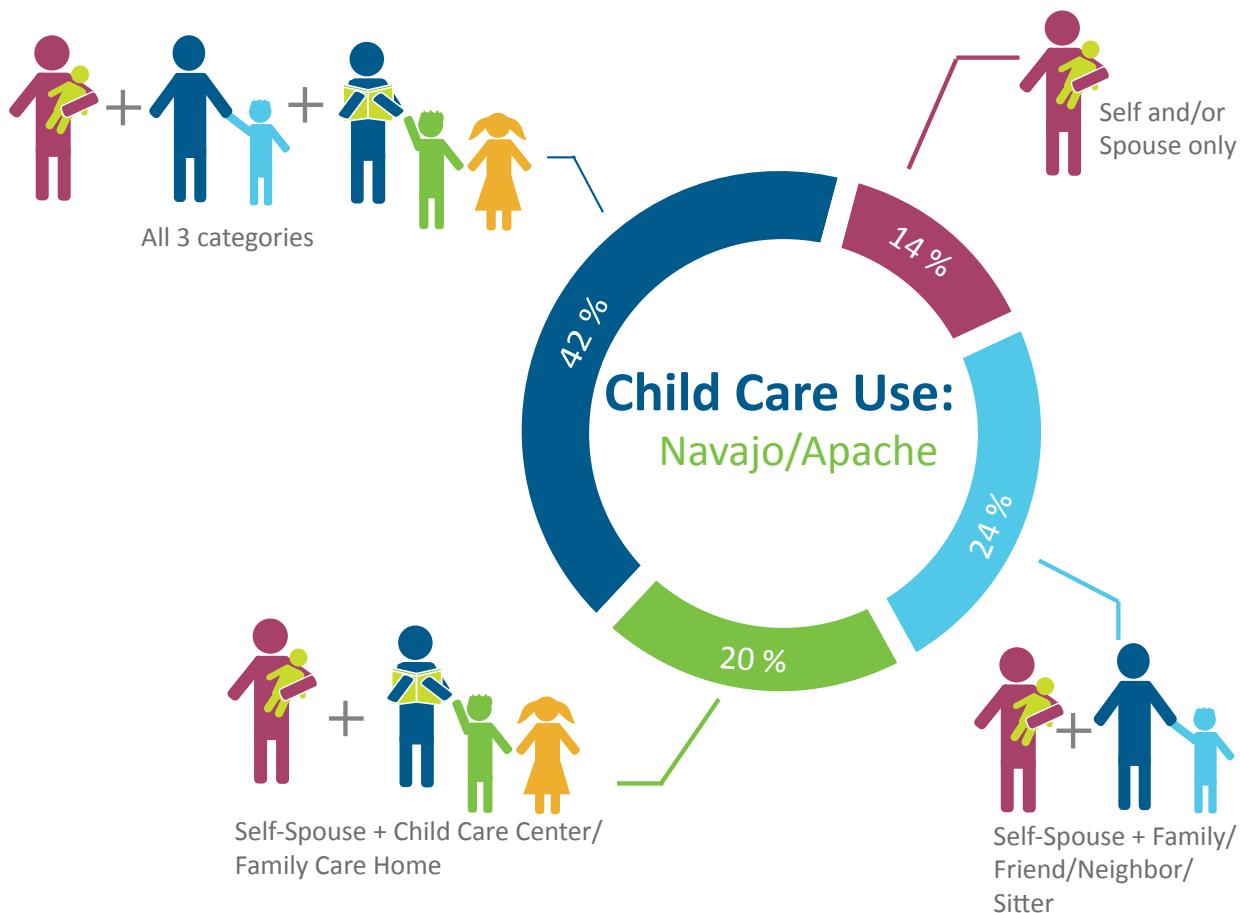 Self and/or
Spouse only
All 3 categories
14 %
42 %
Child Care Use:
Navajo/Apache
24 %
20 %
Self-Spouse + Child Care Center/
Family Care Home
Self-Spouse + Family/
Friend/Neighbor/
Sitter